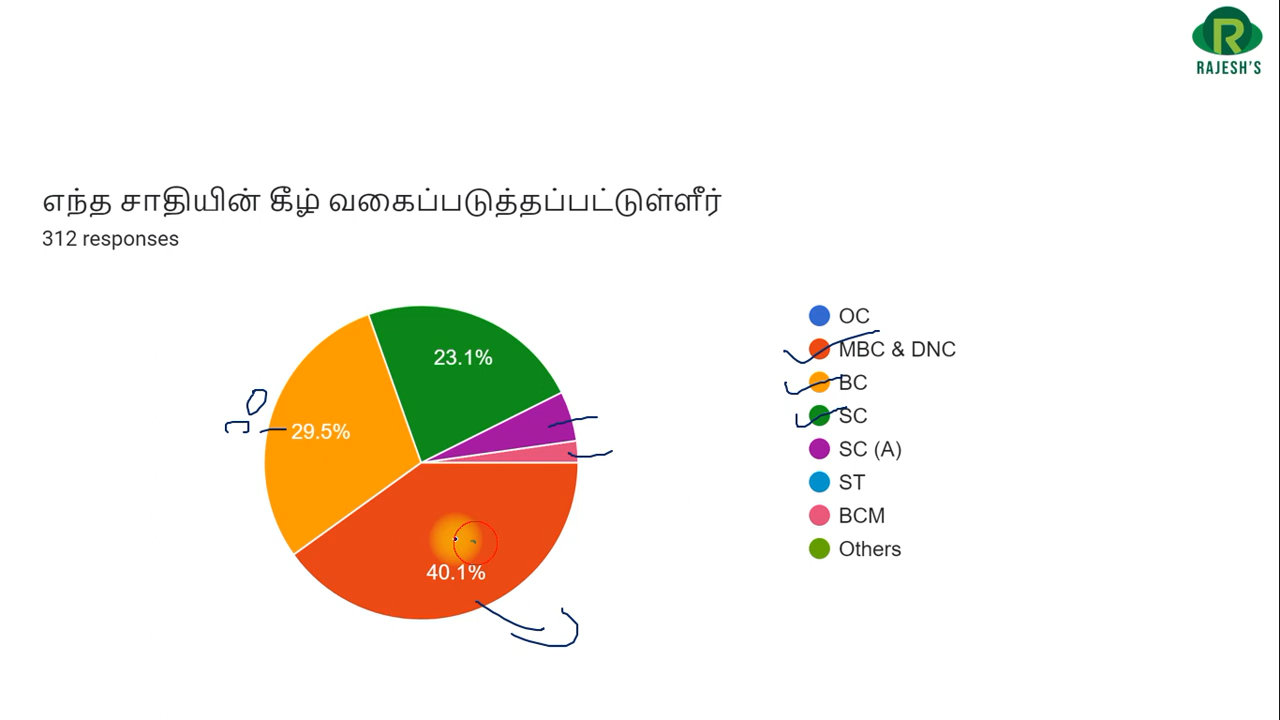 RAJESH'S
எந்த சாதியின் கீழ் வகைப்படுத்தப்பட்டுள்ளீர்
312 responses
23.1%
29.5%
40.1%
OC
MBC & DNC
BC
SC
SC (A)
ST
BCM
Others